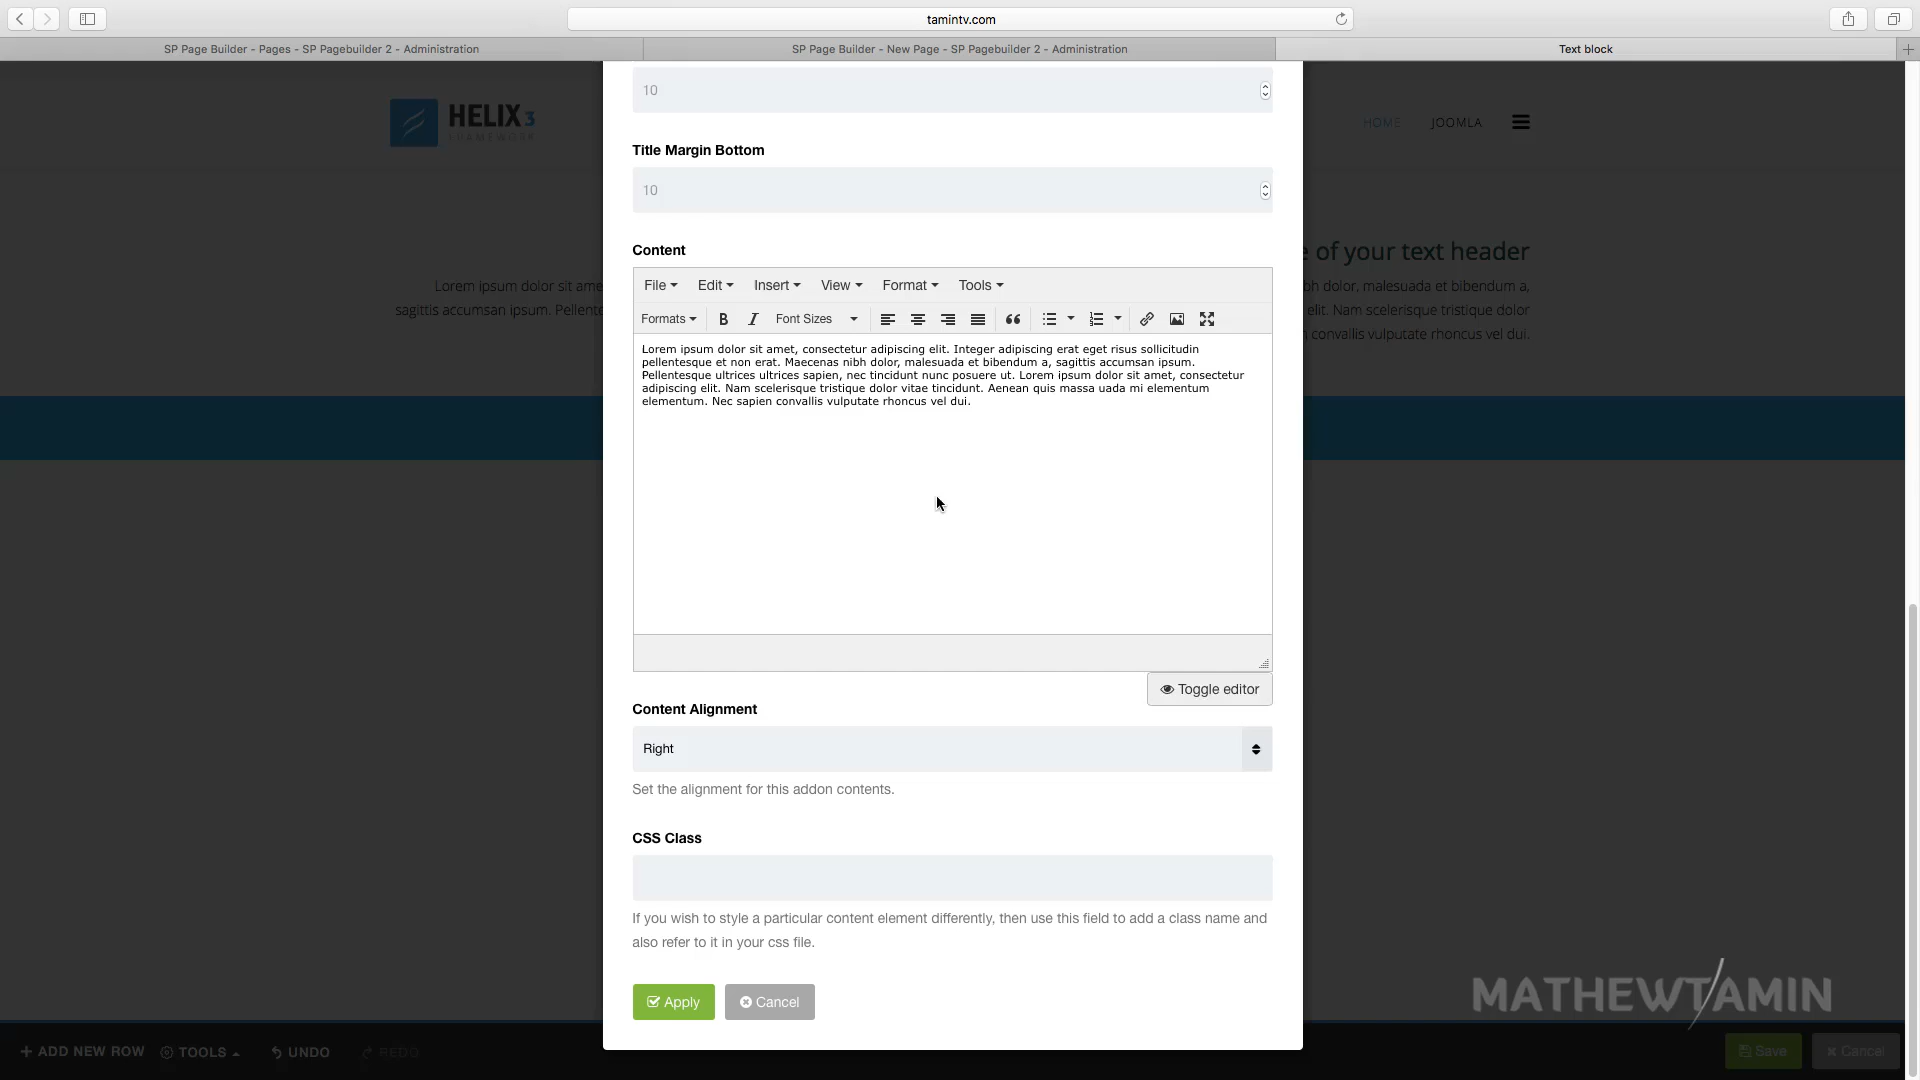 tamintv.com
SP Page Builder - Pages - SP Pagebuilder 2 - Administration
SP Page Builder - New Page - SP Pagebuilder 2 - Administration
Text block
10
HELIX3
FRAMEWORK
HOME
JOOMLA
Title Margin Bottom
10
Content
e of your text header
File
Edit
Insert
View
Format
Tools
Lorem ipsum dolor sit ame
bh dolor, malesuada et bibendum a,
sagittis accumsan ipsum. Pellente
elit. Nam scelerisque tristique dolor
convallis vulputate rhoncus vel dui.
Formats
B
I
Font Sizes
Lorem ipsum dolor sit amet, consectetur adipiscing elit. Integer adipiscing erat eget risus sollicitudin
pellentesque et non erat. Maecenas nibh dolor, malesuada et bibendum a, sagittis accumsan ipsum.
Pellentesque ultrices ultrices sapien, nec tincidunt nunc posuere ut. Lorem ipsum dolor sit amet, consectetur
adipiscing elit. Nam scelerisque tristique dolor vitae tincidunt. Aenean quis massa uada mi elementum
elementum. Nec sapien convallis vulputate rhoncus vel dui.
Toggle editor
Content Alignment
Right
Set the alignment for this addon contents.
CSS Class
If you wish to style a particular content element differently, then use this field to add a class name and
also refer to it in your css file.
Apply
Cancel
MATHEWTAMIN
ADD NEW ROW
TOOLS
UNDO
REDO
Save
Cancel